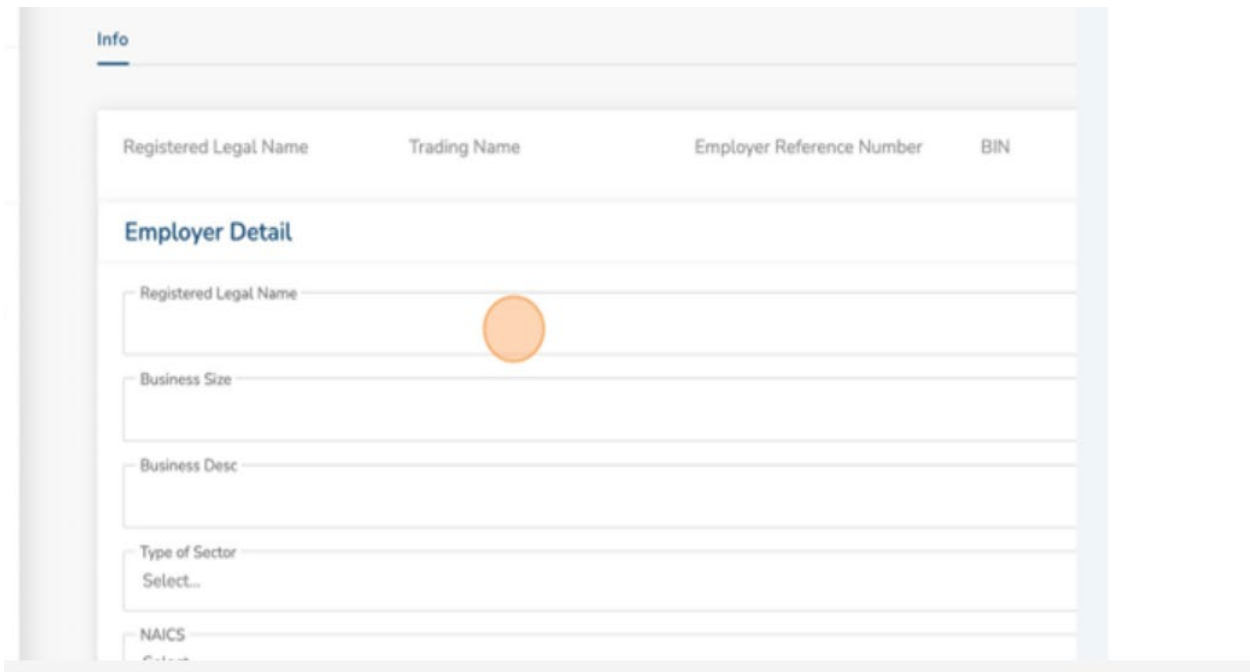 Info
Registered Legal Name Trading Name Employer Reference Number BIN
Employer Detail
Registered Legal Name
Business Size
Business Desc
Type of Sector
Select...
NAICS